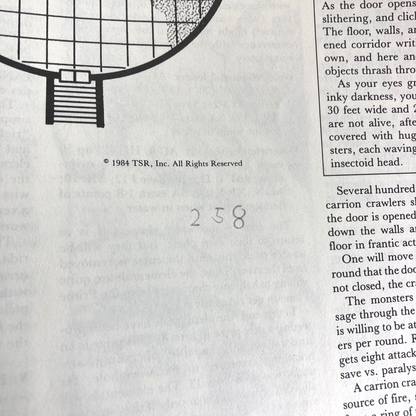 © 1984 TSR, Inc. All Rights Reserved
258
As the door opens
slithering, and clic
The floor, walls, a
ened corridor writ
own, and here an
objects thrash thro
As your eyes g
inky darkness, you
30 feet wide and 2
are not alive, afte
covered with hug
sters, each waving
insectoid head.
Several hundred
carrion crawlers s
the door is opened
down the walls a
floor in frantic act
One will move
round that the doo
not closed, the cr
The monsters
sage through the
is willing to be at
ers per round. F
gets eight attack
save vs. paralys
A carrion cra
source of fire,